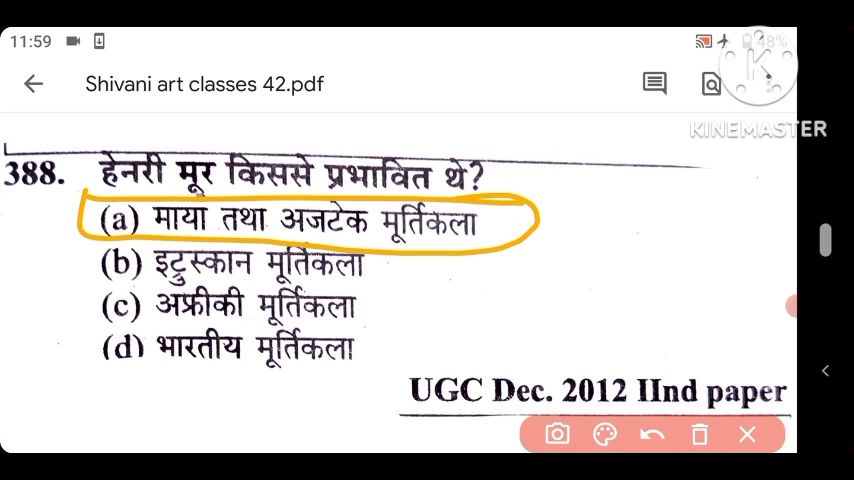 11:59
48%
Shivani art classes 42.pdf
KINEMASTER
388. हेनरी मूर किससे प्रभावित थे?
(a) माया तथा अजटेक मूर्तिकला
(b) इट्रुस्कान मूर्तिकला
(c) अफ्रीकी मूर्तिकला
(d) भारतीय मूर्तिकला
UGC Dec. 2012 IInd paper